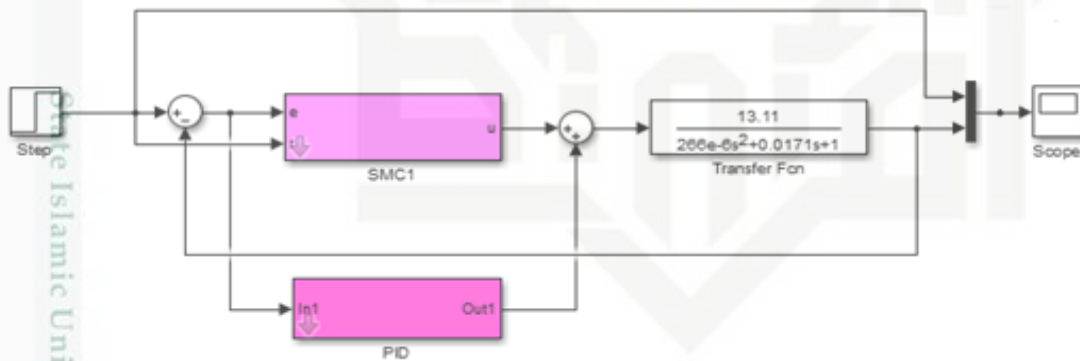 Step
+
−
e
u
SMC1
+
+
13.11
266e-6s²+0.0171s+1
Transfer Fcn
Scope
In1
Out1
PID
State Islamic Uni